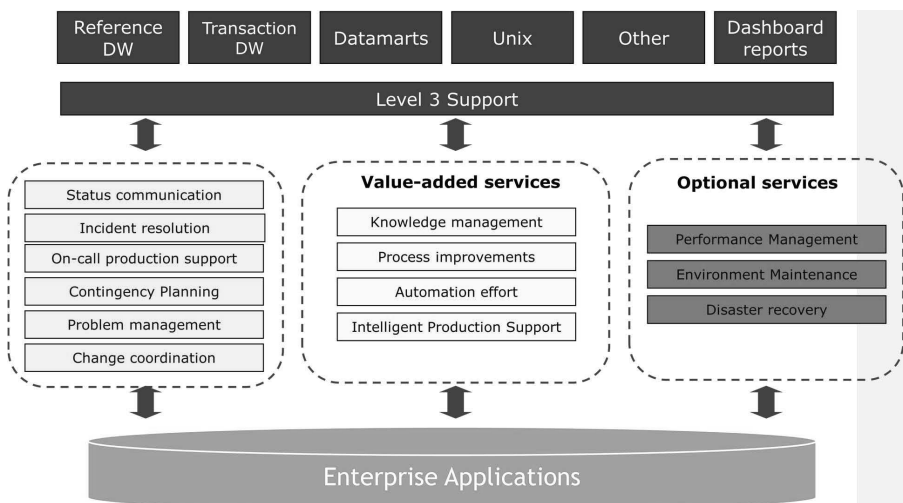 Reference
DW
Transaction
DW
Datamarts
Unix
Other
Dashboard
reports
Level 3 Support
Status communication
Incident resolution
On-call production support
Contingency Planning
Problem management
Change coordination
Value-added services
Knowledge management
Process improvements
Automation effort
Intelligent Production Support
Optional services
Performance Management
Environment Maintenance
Disaster recovery
Enterprise Applications